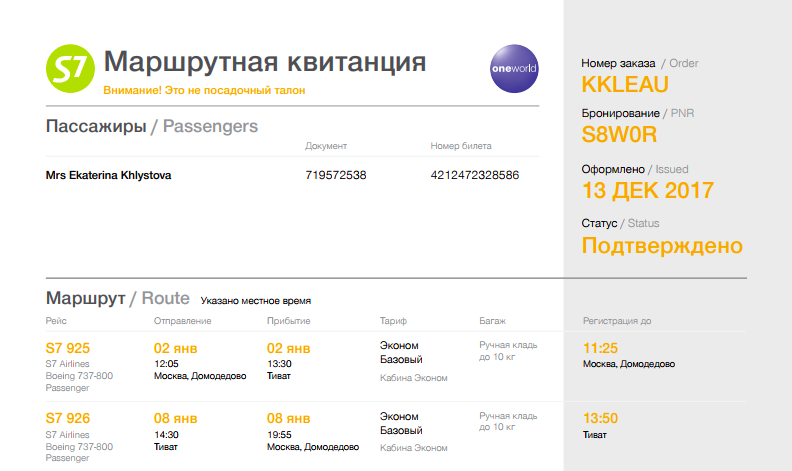 S7
Маршрутная квитанция
Внимание! Это не посадочный талон
oneworld
Номер заказа / Order
KKLEAU
Бронирование / PNR
S8W0R
Оформлено / Issued
13 ДЕК 2017
Статус / Status
Подтверждено
Пассажиры / Passengers
Документ Номер билета
Mrs Ekaterina Khlystova 719572538 4212472328586
Маршрут / Route Указано местное время
Рейс Отправление Прибытие Тариф Багаж Регистрация до
S7 925 02 янв 02 янв Эконом Базовый Ручная кладь до 10 кг 11:25
S7 Airlines 12:05 13:30 Москва, Домодедово
Boeing 737-800 Москва, Домодедово Тиват Кабина Эконом
Passenger
S7 926 08 янв 08 янв Эконом Базовый Ручная кладь до 10 кг 13:50
S7 Airlines 14:30 19:55 Тиват
Boeing 737-800 Тиват Москва, Домодедово Кабина Эконом
Passenger